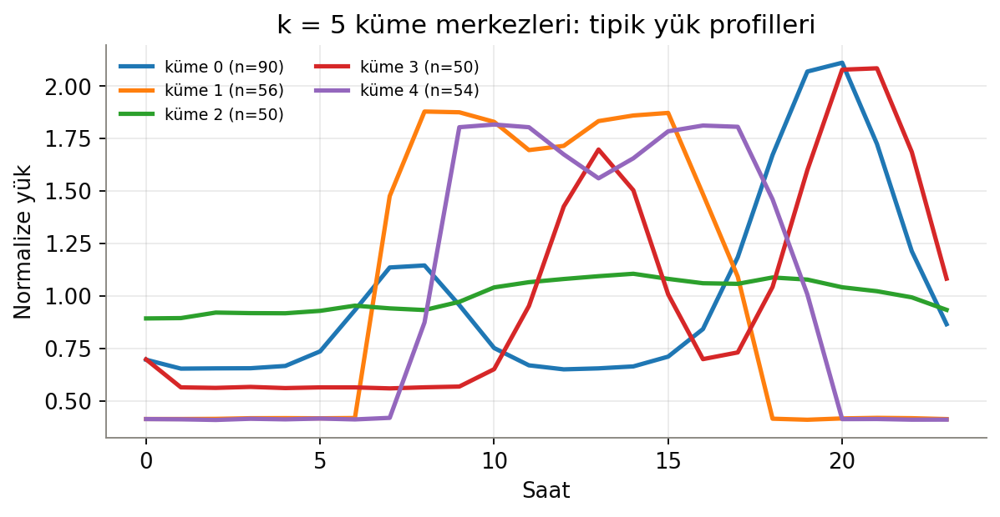 k = 5 küme merkezleri: tipik yük profilleri
küme 0 (n=90)
küme 1 (n=56)
küme 2 (n=50)
küme 3 (n=50)
küme 4 (n=54)
Normalize yük
2.00
1.75
1.50
1.25
1.00
0.75
0.50
0 5 10 15 20
Saat